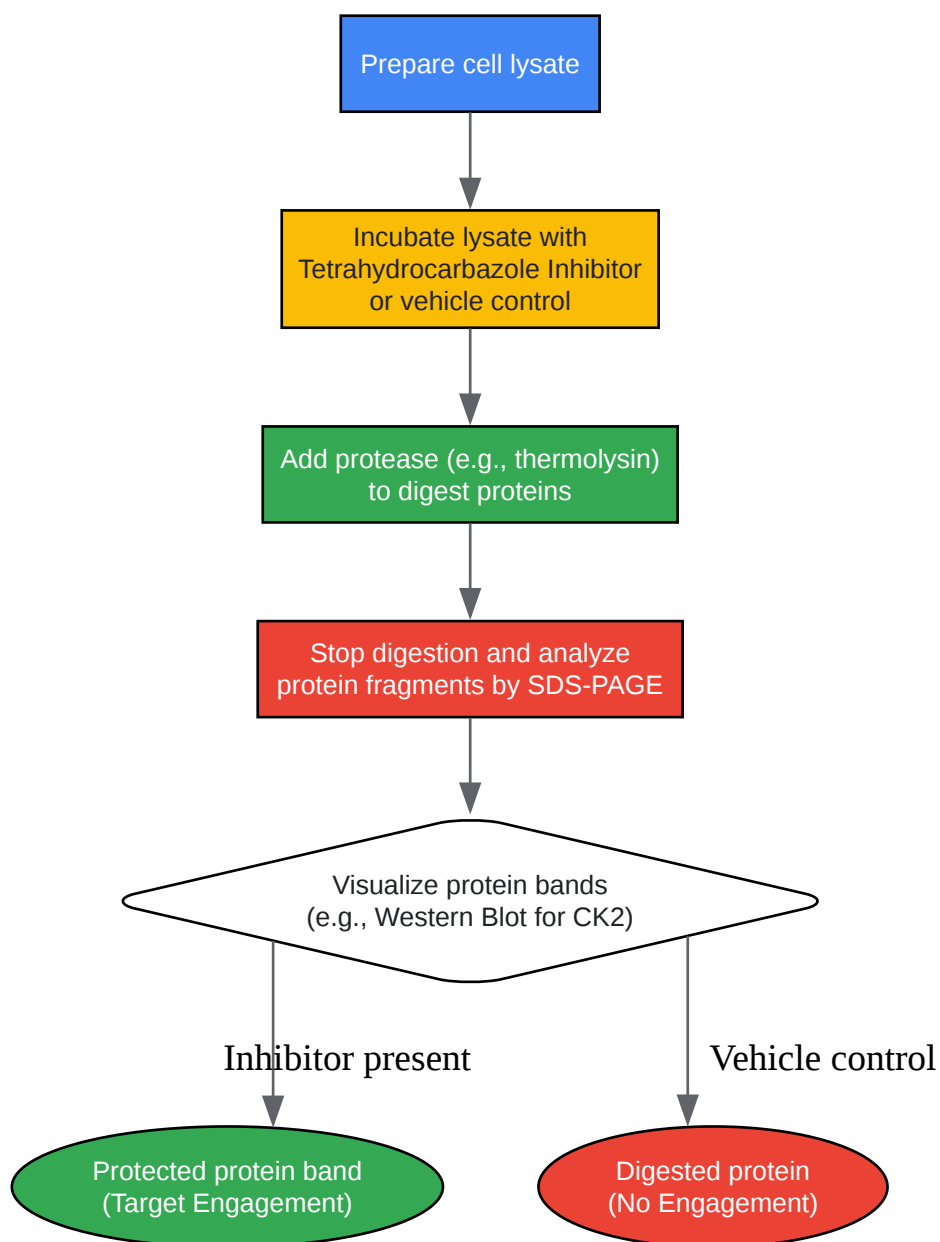 Prepare cell lysate
Incubate lysate with
Tetrahydrocarbazole Inhibitor
or vehicle control
Add protease (e.g., thermolysin)
to digest proteins
Stop digestion and analyze
protein fragments by SDS-PAGE
Visualize protein bands
(e.g., Western Blot for CK2)
Inhibitor present
Vehicle control
Protected protein band
(Target Engagement)
Digested protein
(No Engagement)